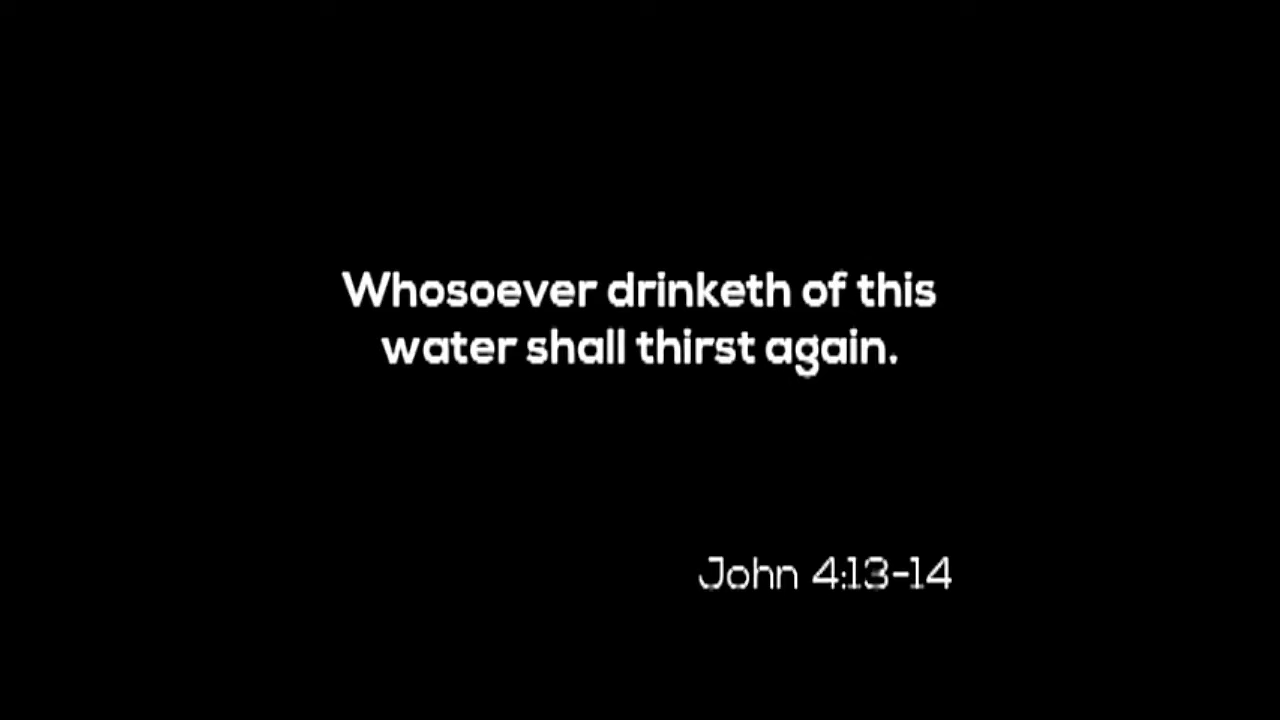 Whosoever drinketh of this
water shall thirst again.
John 4:13-14